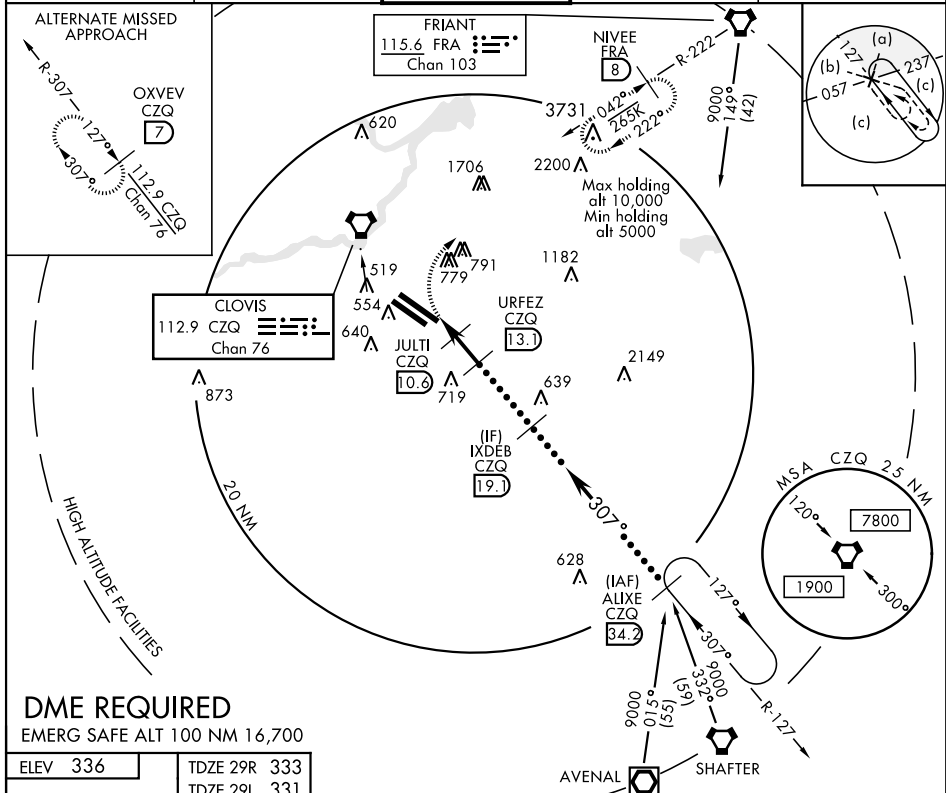 ALTERNATE MISSED
APPROACH
R-307
OXVEV
CZQ
7
127°
307°
112.9 CZQ
Chan 76
FRIANT
115.6 FRA
Chan 103
NIVEE
FRA
8
R-222
042°
265K
222°
3731
2200
Max holding
alt 10,000
Min holding
alt 5000
9000
149°
(42)
(a)
127
237
(b)
(c)
057
(c)
620
1706
519
791
779
1182
554
640
CLOVIS
112.9 CZQ
Chan 76
URFEZ
CZQ
13.1
JULTI
CZQ
10.6
719
639
2149
873
(IF)
IXDEB
CZQ
19.1
20 NM
307°
HIGH ALTITUDE FACILITIES
MSA CZQ 25 NM
120°
7800
1900
300°
628
(IAF)
ALIXE
CZQ
34.2
127°
307°
R-127
9000
015°
(55)
9000
332°
(59)
AVENAL
SHAFTER
DME REQUIRED
EMERG SAFE ALT 100 NM 16,700
ELEV 336
TDZE 29R 333
TDZE 29L 331